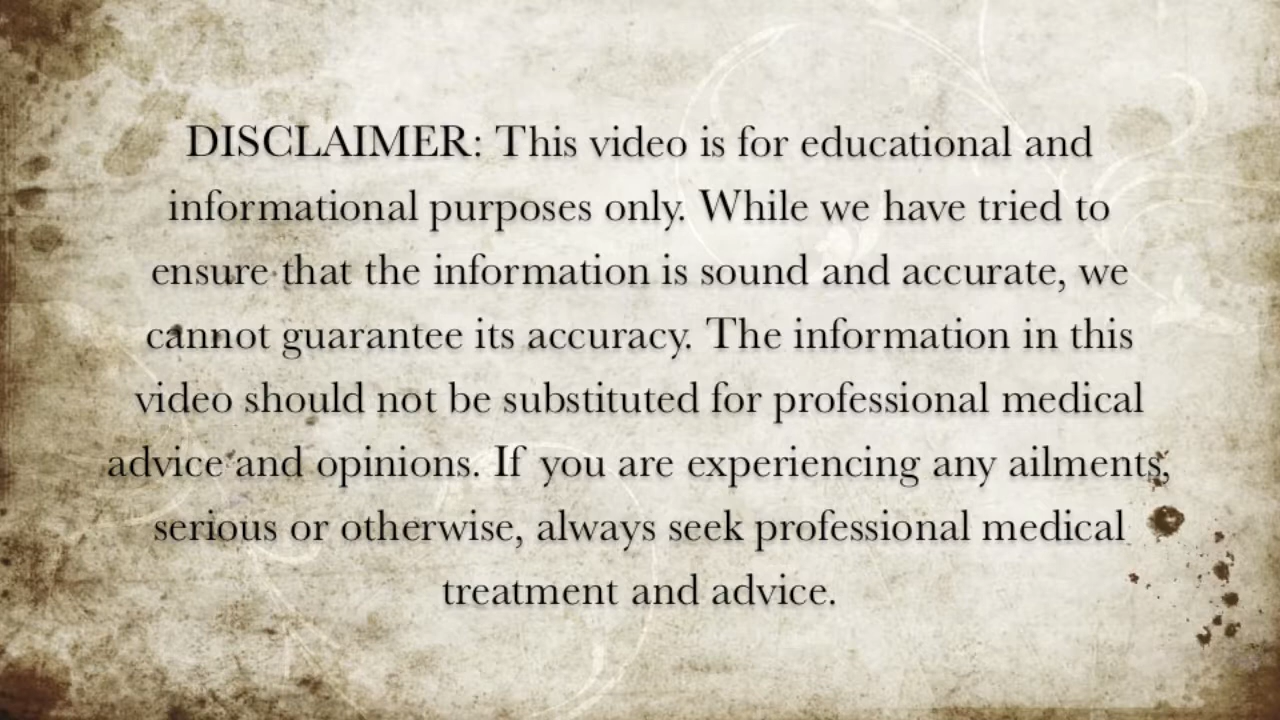 DISCLAIMER: This video is for educational and
informational purposes only. While we have tried to
ensure that the information is sound and accurate, we
cannot guarantee its accuracy. The information in this
video should not be substituted for professional medical
advice and opinions. If you are experiencing any ailments,
serious or otherwise, always seek professional medical
treatment and advice.